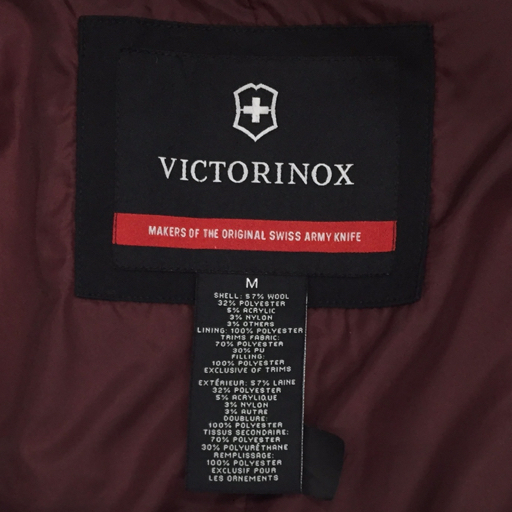 VICTORINOX
MAKERS OF THE ORIGINAL SWISS ARMY KNIFE
M
SHELL: 57% WOOL
32% POLYESTER
5% ACRYLIC
3% NYLON
3% OTHERS
LINING: 100% POLYESTER
TRIMS FABRIC:
70% POLYESTER
30% PU
FILLING:
100% POLYESTER
EXCLUSIVE OF TRIMS
EXTÉRIEUR: 57% LAINE
32% POLYESTER
5% ACRYLIQUE
3% NYLON
3% AUTRE
DOUBLURE:
100% POLYESTER
TISSUS SECONDAIRE:
70% POLYESTER
30% POLYURÉTHANE
REMPLISSAGE:
100% POLYESTER
EXCLUSIF POUR
LES ORNEMENTS